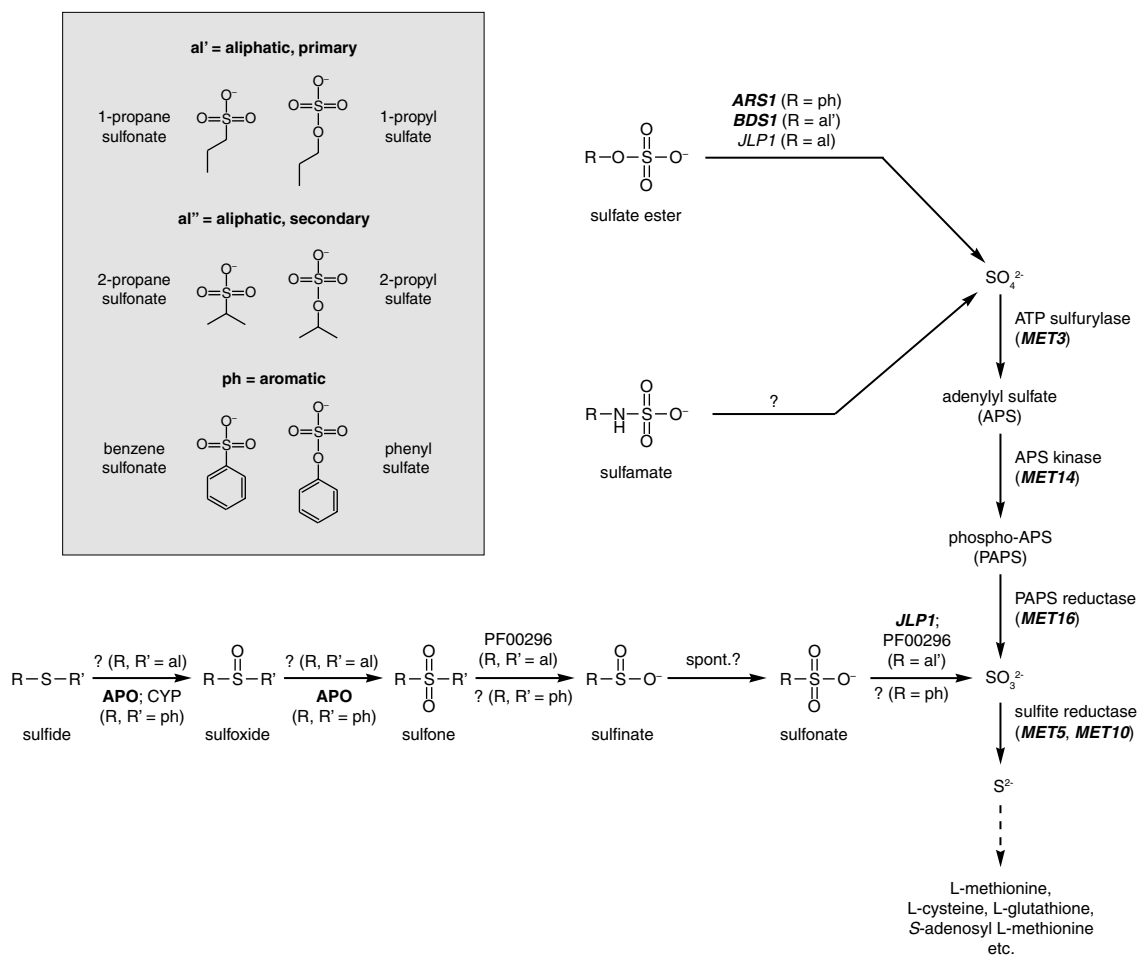 al’ = aliphatic, primary
1-propane
sulfonate
O⁻
O=S=O
O⁻
O=S=O
O
1-propyl
sulfate
al” = aliphatic, secondary
2-propane
sulfonate
O⁻
O=S=O
O⁻
O=S=O
O
2-propyl
sulfate
ph = aromatic
benzene
sulfonate
O⁻
O=S=O
O⁻
O=S=O
O
phenyl
sulfate
ARS1 (R = ph)
BDS1 (R = al’)
JLP1 (R = al)
O
R–O–S–O⁻
O
sulfate ester
SO₄²⁻
ATP sulfurylase
(MET3)
O
R–N–S–O⁻
H
O
sulfamate
?
adenylyl sulfate
(APS)
APS kinase
(MET14)
phospho-APS
(PAPS)
PAPS reductase
(MET16)
R–S–R’
sulfide
? (R, R’ = al)
APO; CYP
(R, R’ = ph)
O
R–S–R’
sulfoxide
? (R, R’ = al)
APO
(R, R’ = ph)
O
R–S–R’
O
sulfone
PF00296
(R, R’ = al)
? (R, R’ = ph)
O
R–S–O⁻
sulfinate
spont.?
O
R–S–O⁻
O
sulfonate
JLP1;
PF00296
(R = al’)
? (R = ph)
SO₃²⁻
sulfite reductase
(MET5, MET10)
S²⁻
L-methionine,
L-cysteine, L-glutathione,
S-adenosyl L-methionine
etc.